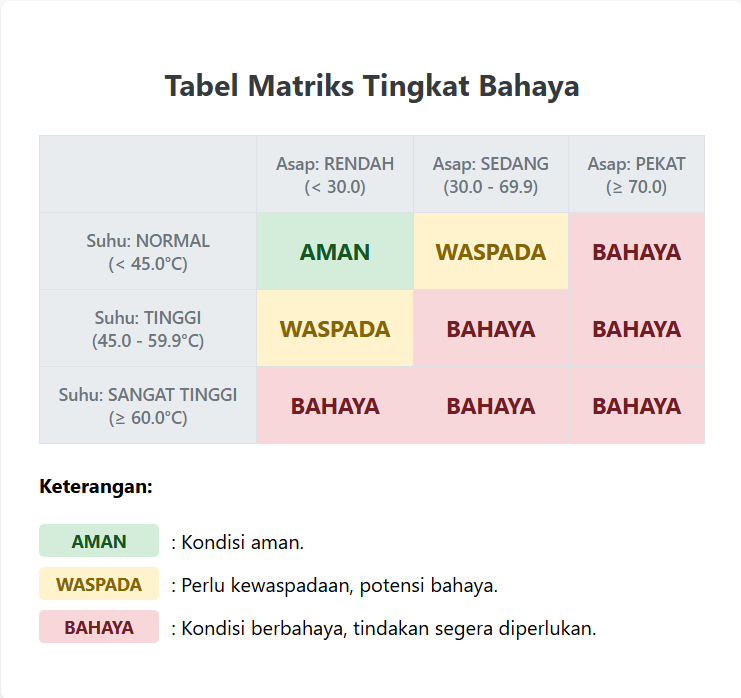 Tabel Matriks Tingkat Bahaya
Asap: RENDAH
(< 30.0)
Asap: SEDANG
(30.0 - 69.9)
Asap: PEKAT
(≥ 70.0)
Suhu: NORMAL
(< 45.0°C)
AMAN
WASPADA
BAHAYA
Suhu: TINGGI
(45.0 - 59.9°C)
WASPADA
BAHAYA
BAHAYA
Suhu: SANGAT TINGGI
(≥ 60.0°C)
BAHAYA
BAHAYA
BAHAYA
Keterangan:
AMAN : Kondisi aman.
WASPADA : Perlu kewaspadaan, potensi bahaya.
BAHAYA : Kondisi berbahaya, tindakan segera diperlukan.